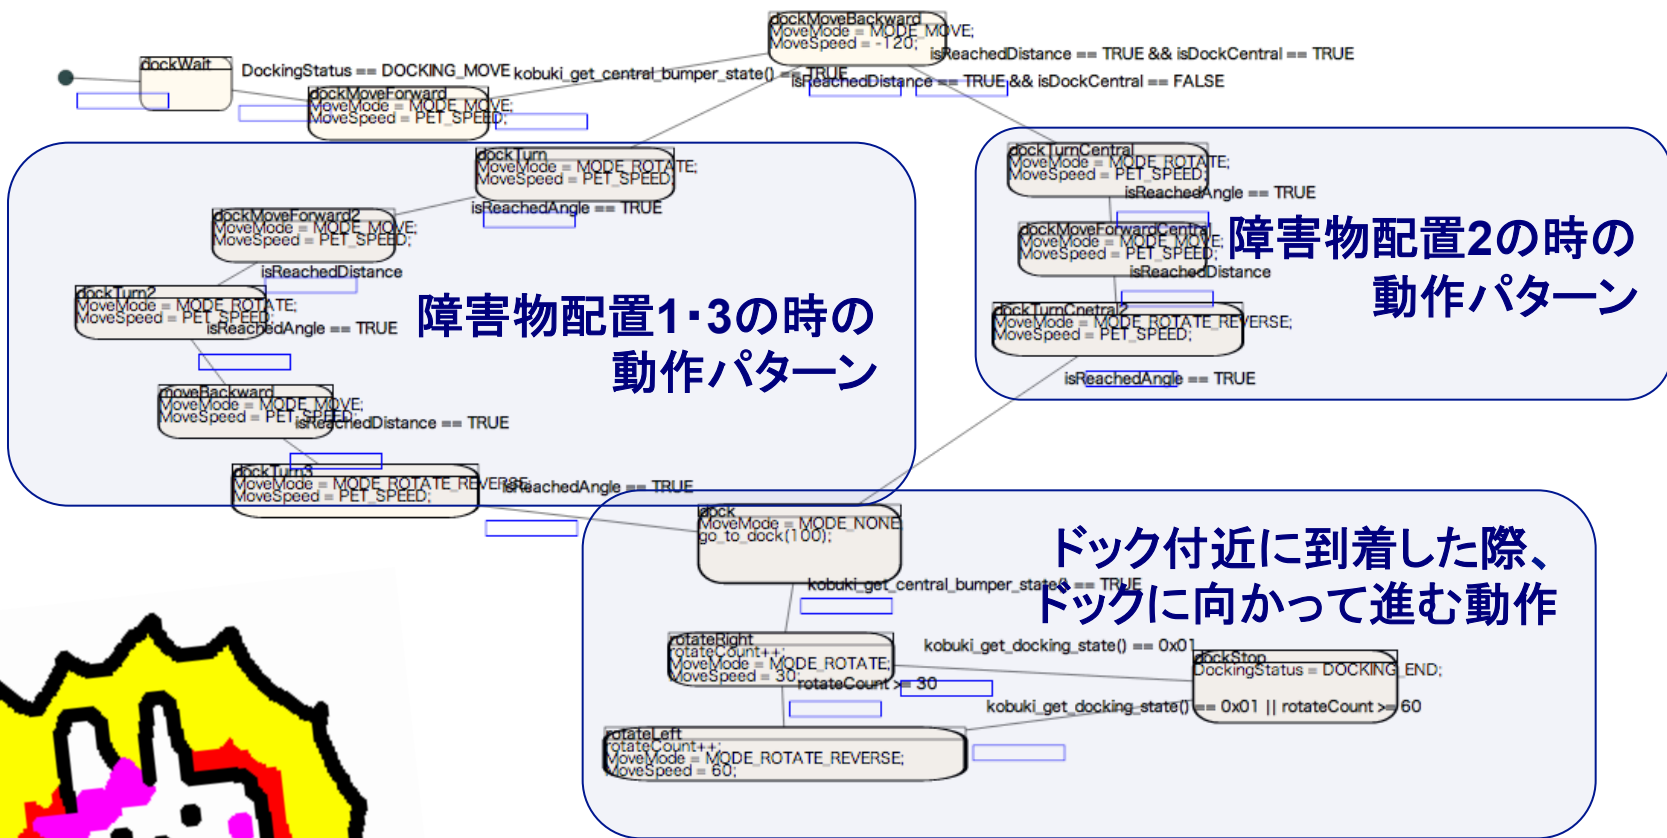 dockMoveBackward
MoveMode = MODE_MOVE;
MoveSpeed = -120;
isReachedDistance == TRUE && isDockCentral == TRUE
dockWait
DockingStatus == DOCKING_MOVE
kobuki_get_central_bumper_state() == TRUE
isReachedDistance == TRUE && isDockCentral == FALSE
dockMoveForward
MoveMode = MODE_MOVE;
MoveSpeed = PET_SPEED;
dockTurn
MoveMode = MODE_ROTATE;
MoveSpeed = PET_SPEED;
isReachedAngle == TRUE
dockMoveForward2
MoveMode = MODE_MOVE;
MoveSpeed = PET_SPEED;
isReachedDistance
dockTurn2
MoveMode = MODE_ROTATE;
MoveSpeed = PET_SPEED;
isReachedAngle == TRUE
障害物配置1・3の時の
動作パターン
moveBackward
MoveMode = MODE_MOVE;
MoveSpeed = PET_SPEED;
isReachedDistance == TRUE
dockTurn3
MoveMode = MODE_ROTATE_REVERSE;
MoveSpeed = PET_SPEED;
isReachedAngle == TRUE
dockTurnCentral
MoveMode = MODE_ROTATE;
MoveSpeed = PET_SPEED;
isReachedAngle == TRUE
dockMoveForwardCentral
MoveMode = MODE_MOVE;
MoveSpeed = PET_SPEED;
isReachedDistance
障害物配置2の時の
動作パターン
dockTurnCnetral2
MoveMode = MODE_ROTATE_REVERSE;
MoveSpeed = PET_SPEED;
isReachedAngle == TRUE
dock
MoveMode = MODE_NONE
go_to_dock(100);
ドック付近に到着した際、
ドックに向かって進む動作
kobuki_get_central_bumper_state() == TRUE
rotateRight
rotateCount++;
MoveMode = MODE_ROTATE;
MoveSpeed = 30;
kobuki_get_docking_state() == 0x01
rotateCount >= 30
dockStop
DockingStatus = DOCKING_END;
kobuki_get_docking_state() == 0x01 || rotateCount >= 60
rotateLeft
rotateCount++;
MoveMode = MODE_ROTATE_REVERSE;
MoveSpeed = 60;